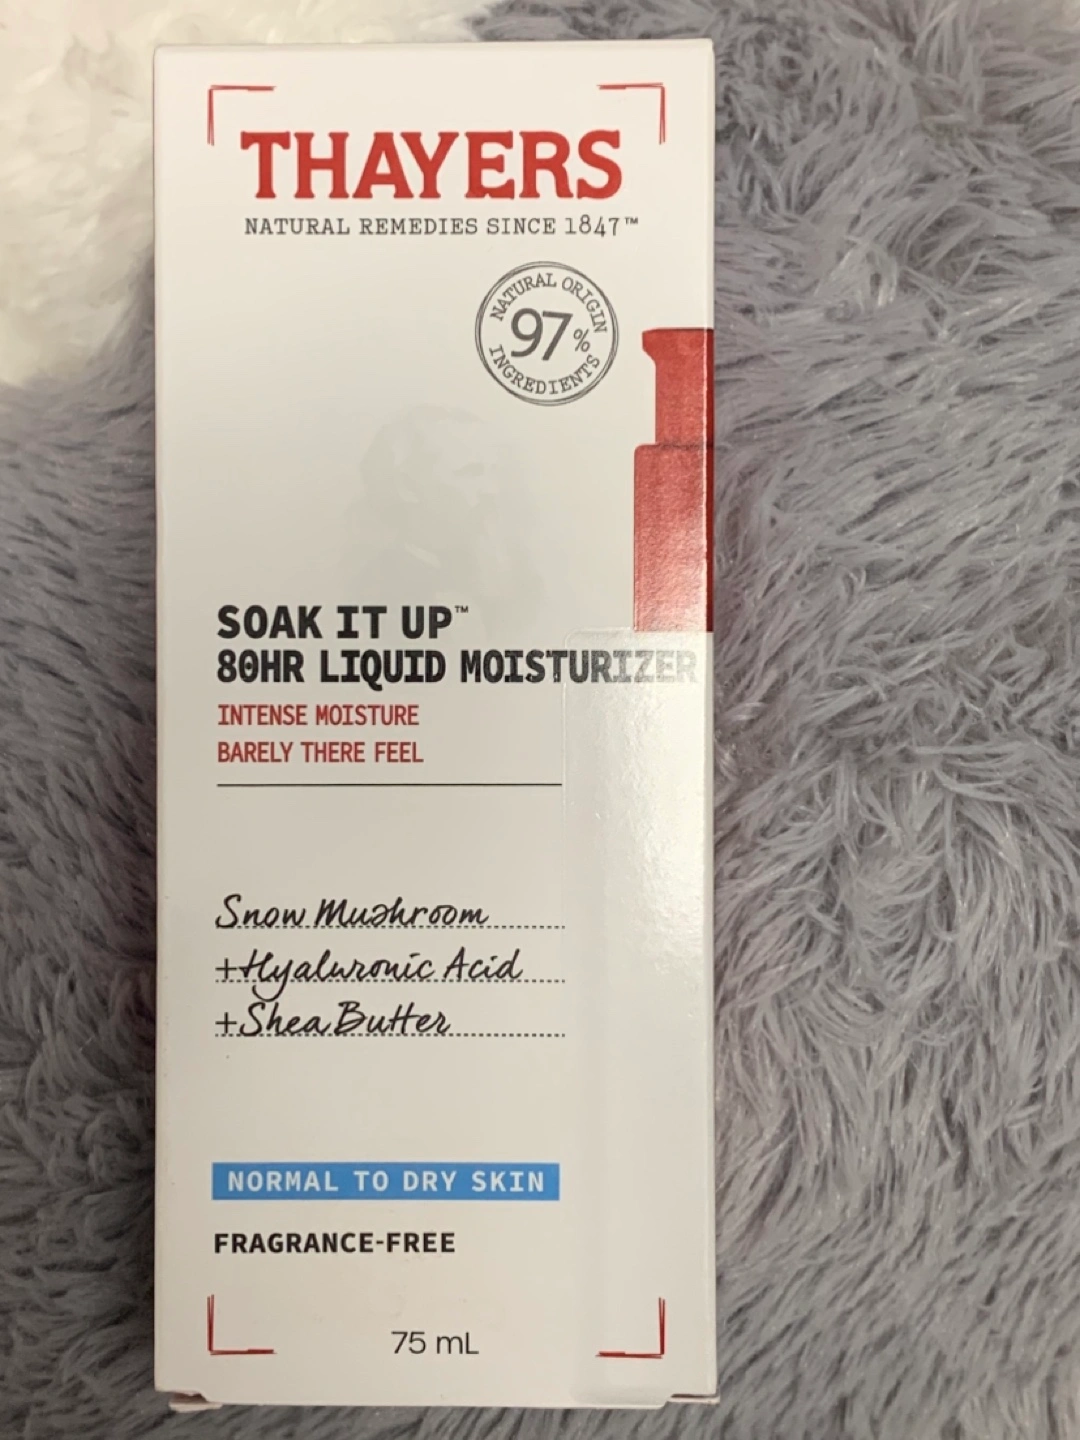 THAYERS
NATURAL REMEDIES SINCE 1847™
NATURAL ORIGIN
97%
INGREDIENTS
SOAK IT UP™
80HR LIQUID MOISTURIZER
INTENSE MOISTURE
BARELY THERE FEEL
Snow Mushroom
+Hyaluronic Acid
+Shea Butter
NORMAL TO DRY SKIN
FRAGRANCE-FREE
75 mL